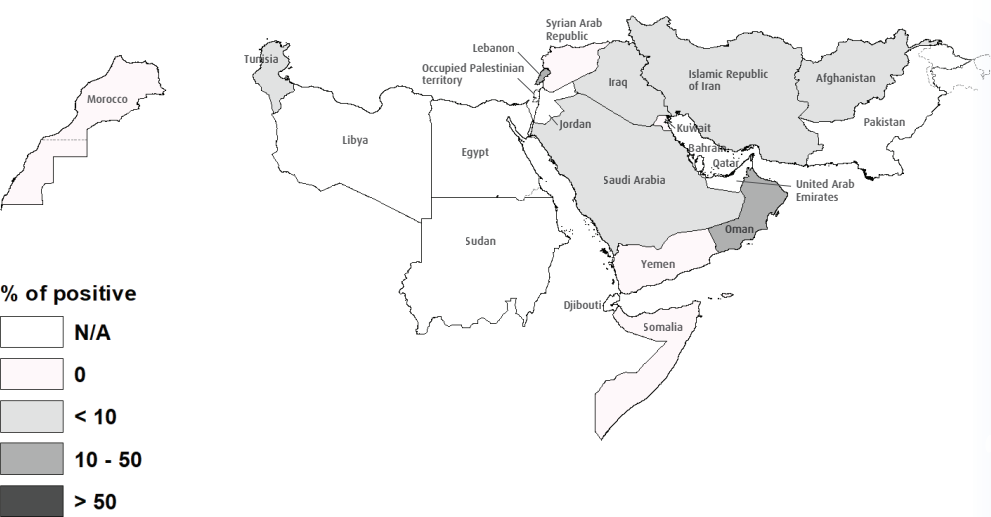 Syrian Arab
Republic
Lebanon
Tunisia
Occupied Palestinian
territory
Islamic Republic
of Iran
Iraq
Afghanistan
Morocco
Pakistan
Jordan
Kuwait
Libya
Egypt
Bahrain
Qatar
Saudi Arabia
United Arab
Emirates
Oman
Sudan
Yemen
Djibouti
Somalia
% of positive
N/A
0
< 10
10 - 50
> 50